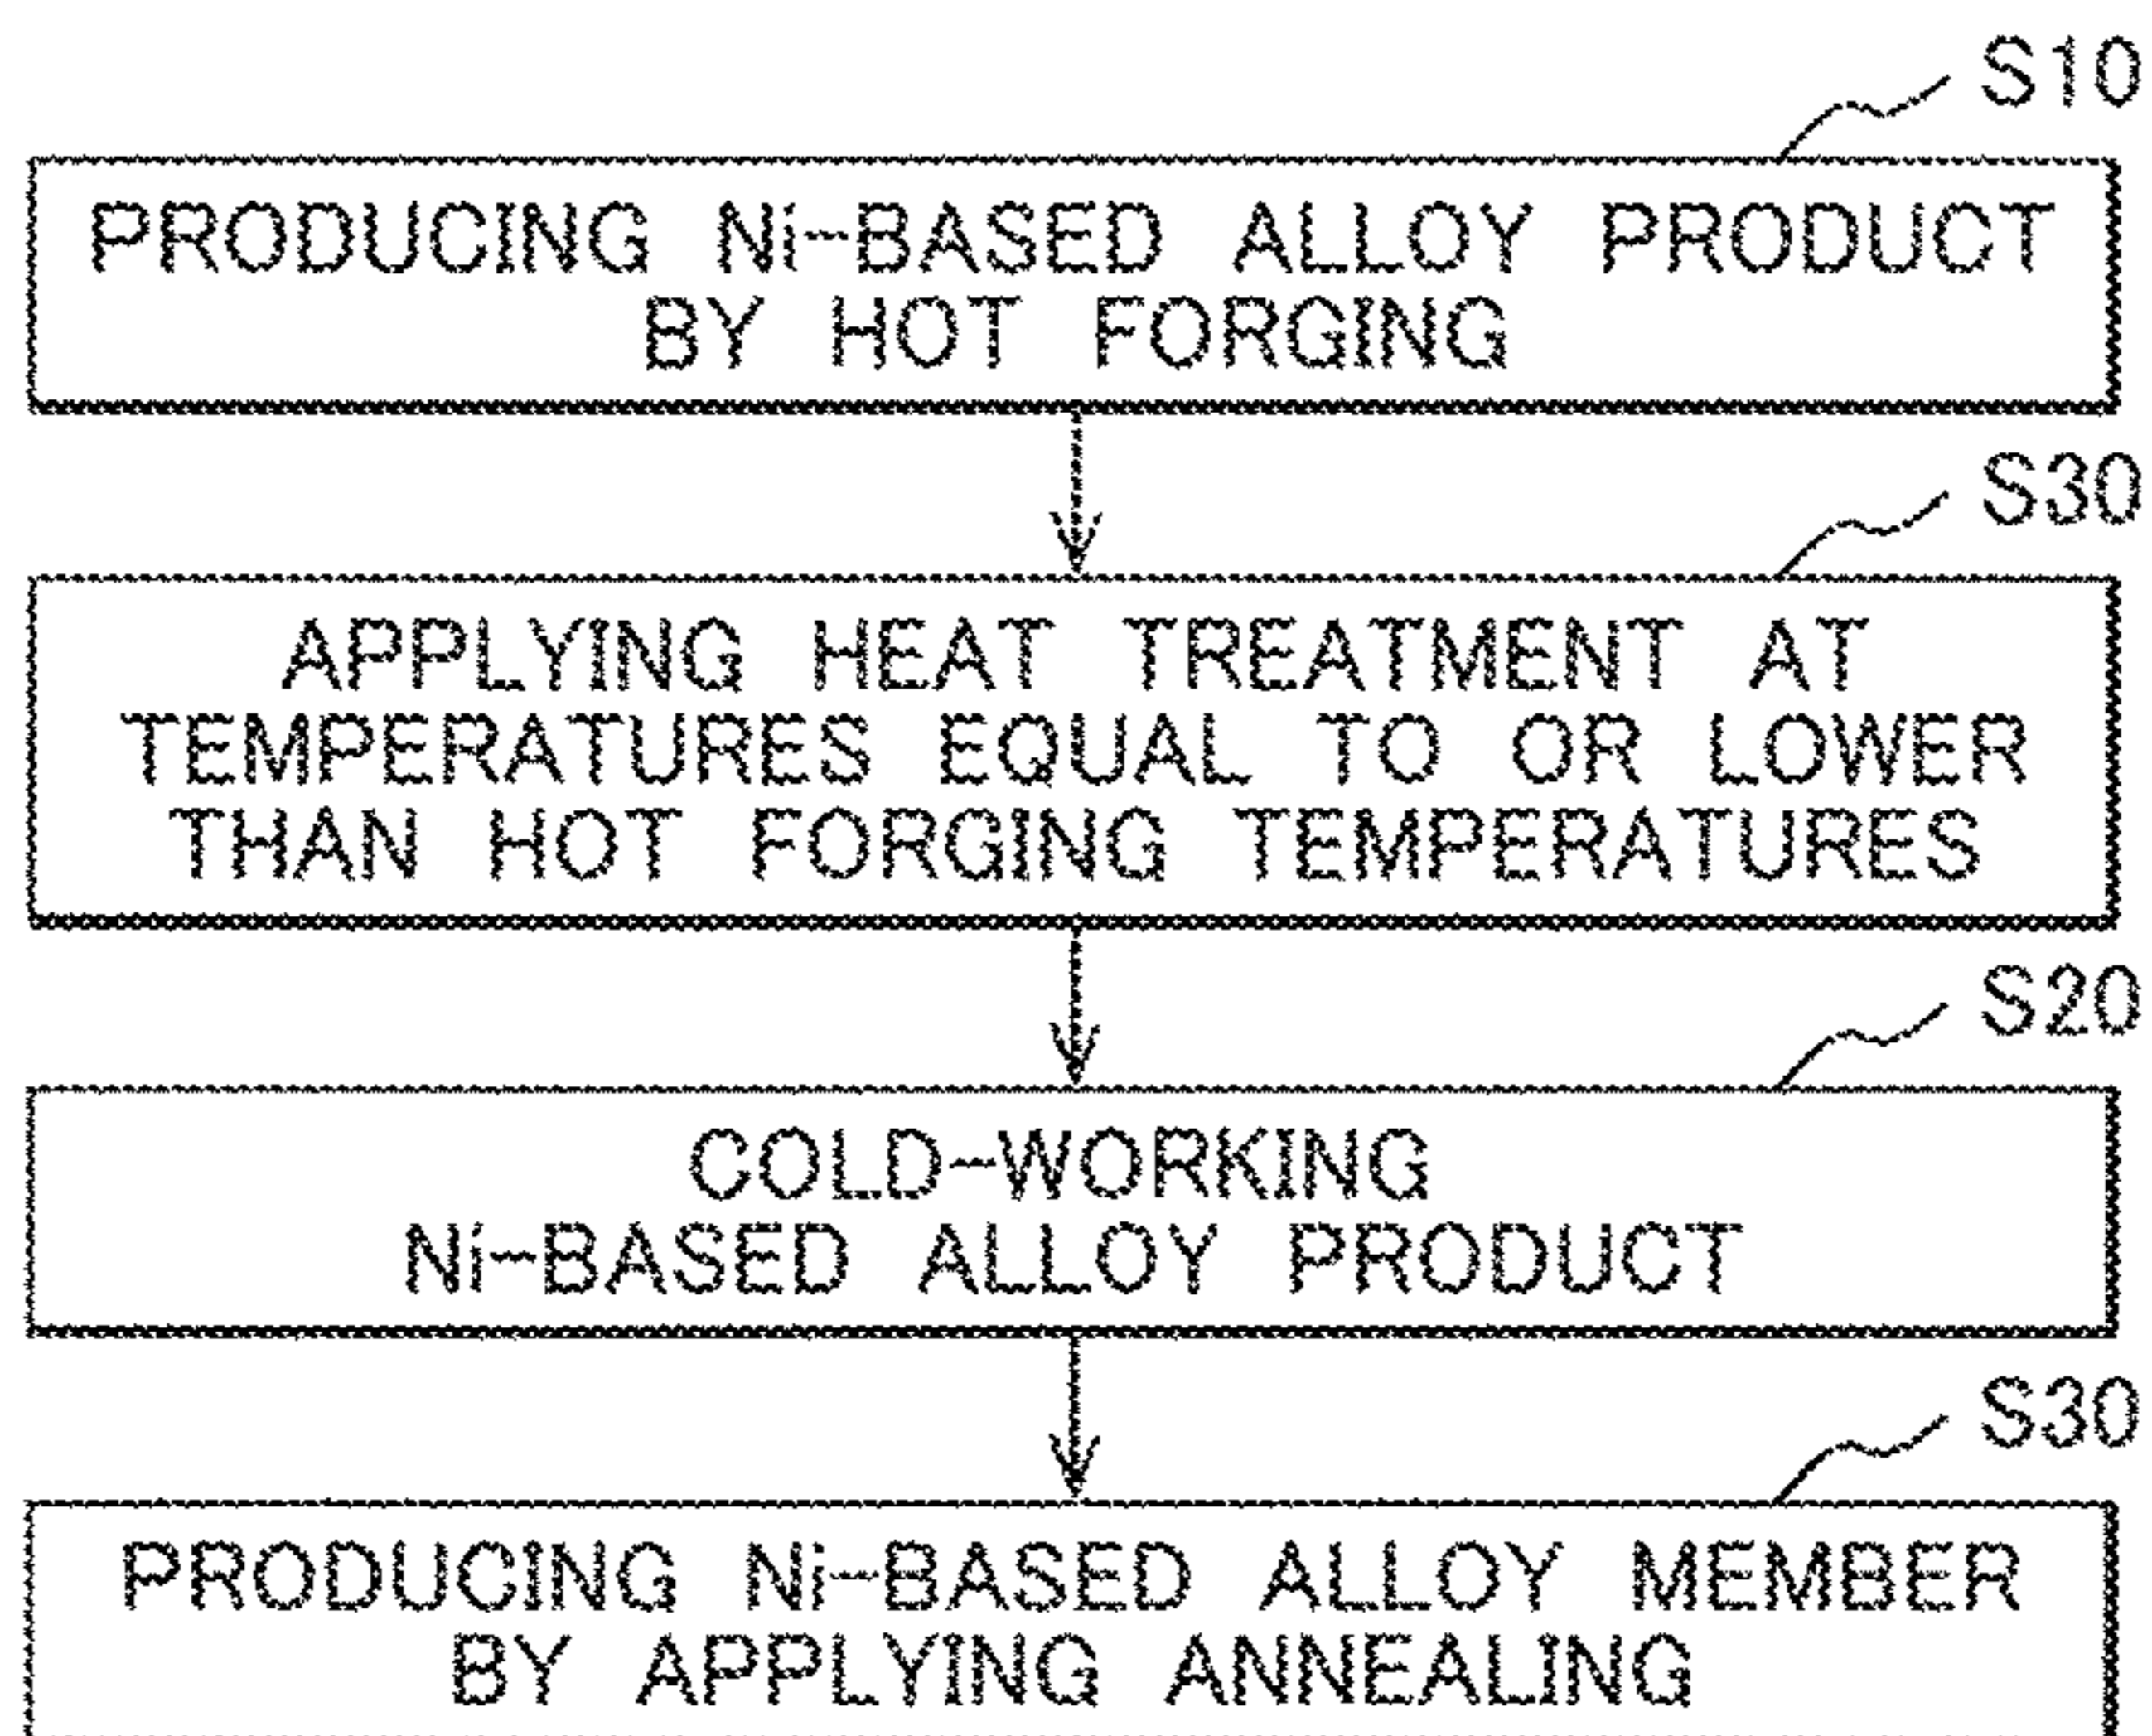 S10
PRODUCING Ni-BASED ALLOY PRODUCT
BY HOT FORGING
S30
APPLYING HEAT TREATMENT AT
TEMPERATURES EQUAL TO OR LOWER
THAN HOT FORGING TEMPERATURES
S20
COLD-WORKING
Ni-BASED ALLOY PRODUCT
S30
PRODUCING Ni-BASED ALLOY MEMBER
BY APPLYING ANNEALING